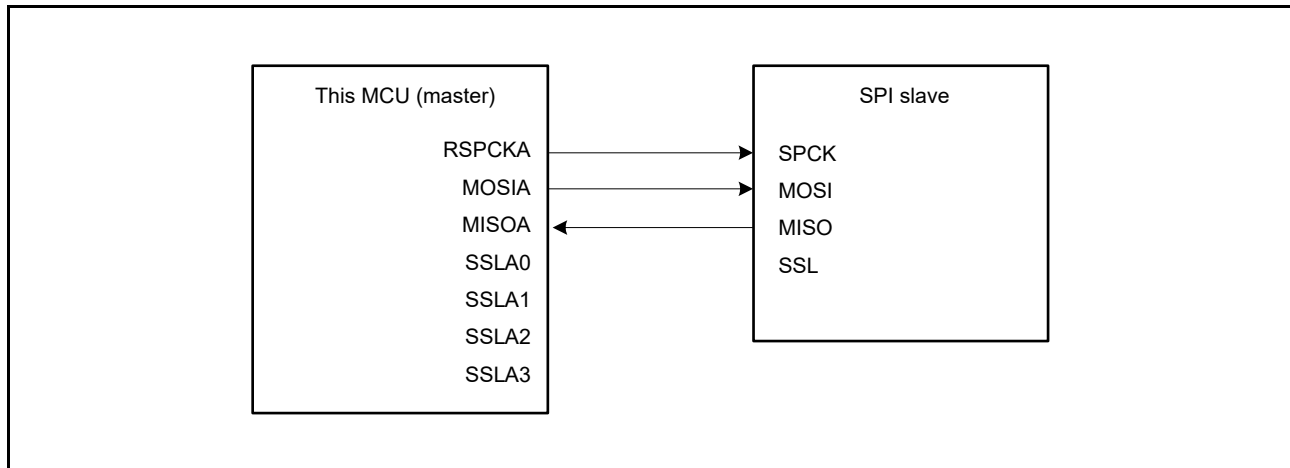 This MCU (master)
RSPCKA
MOSIA
MISOA
SSLA0
SSLA1
SSLA2
SSLA3
SPI slave
SPCK
MOSI
MISO
SSL